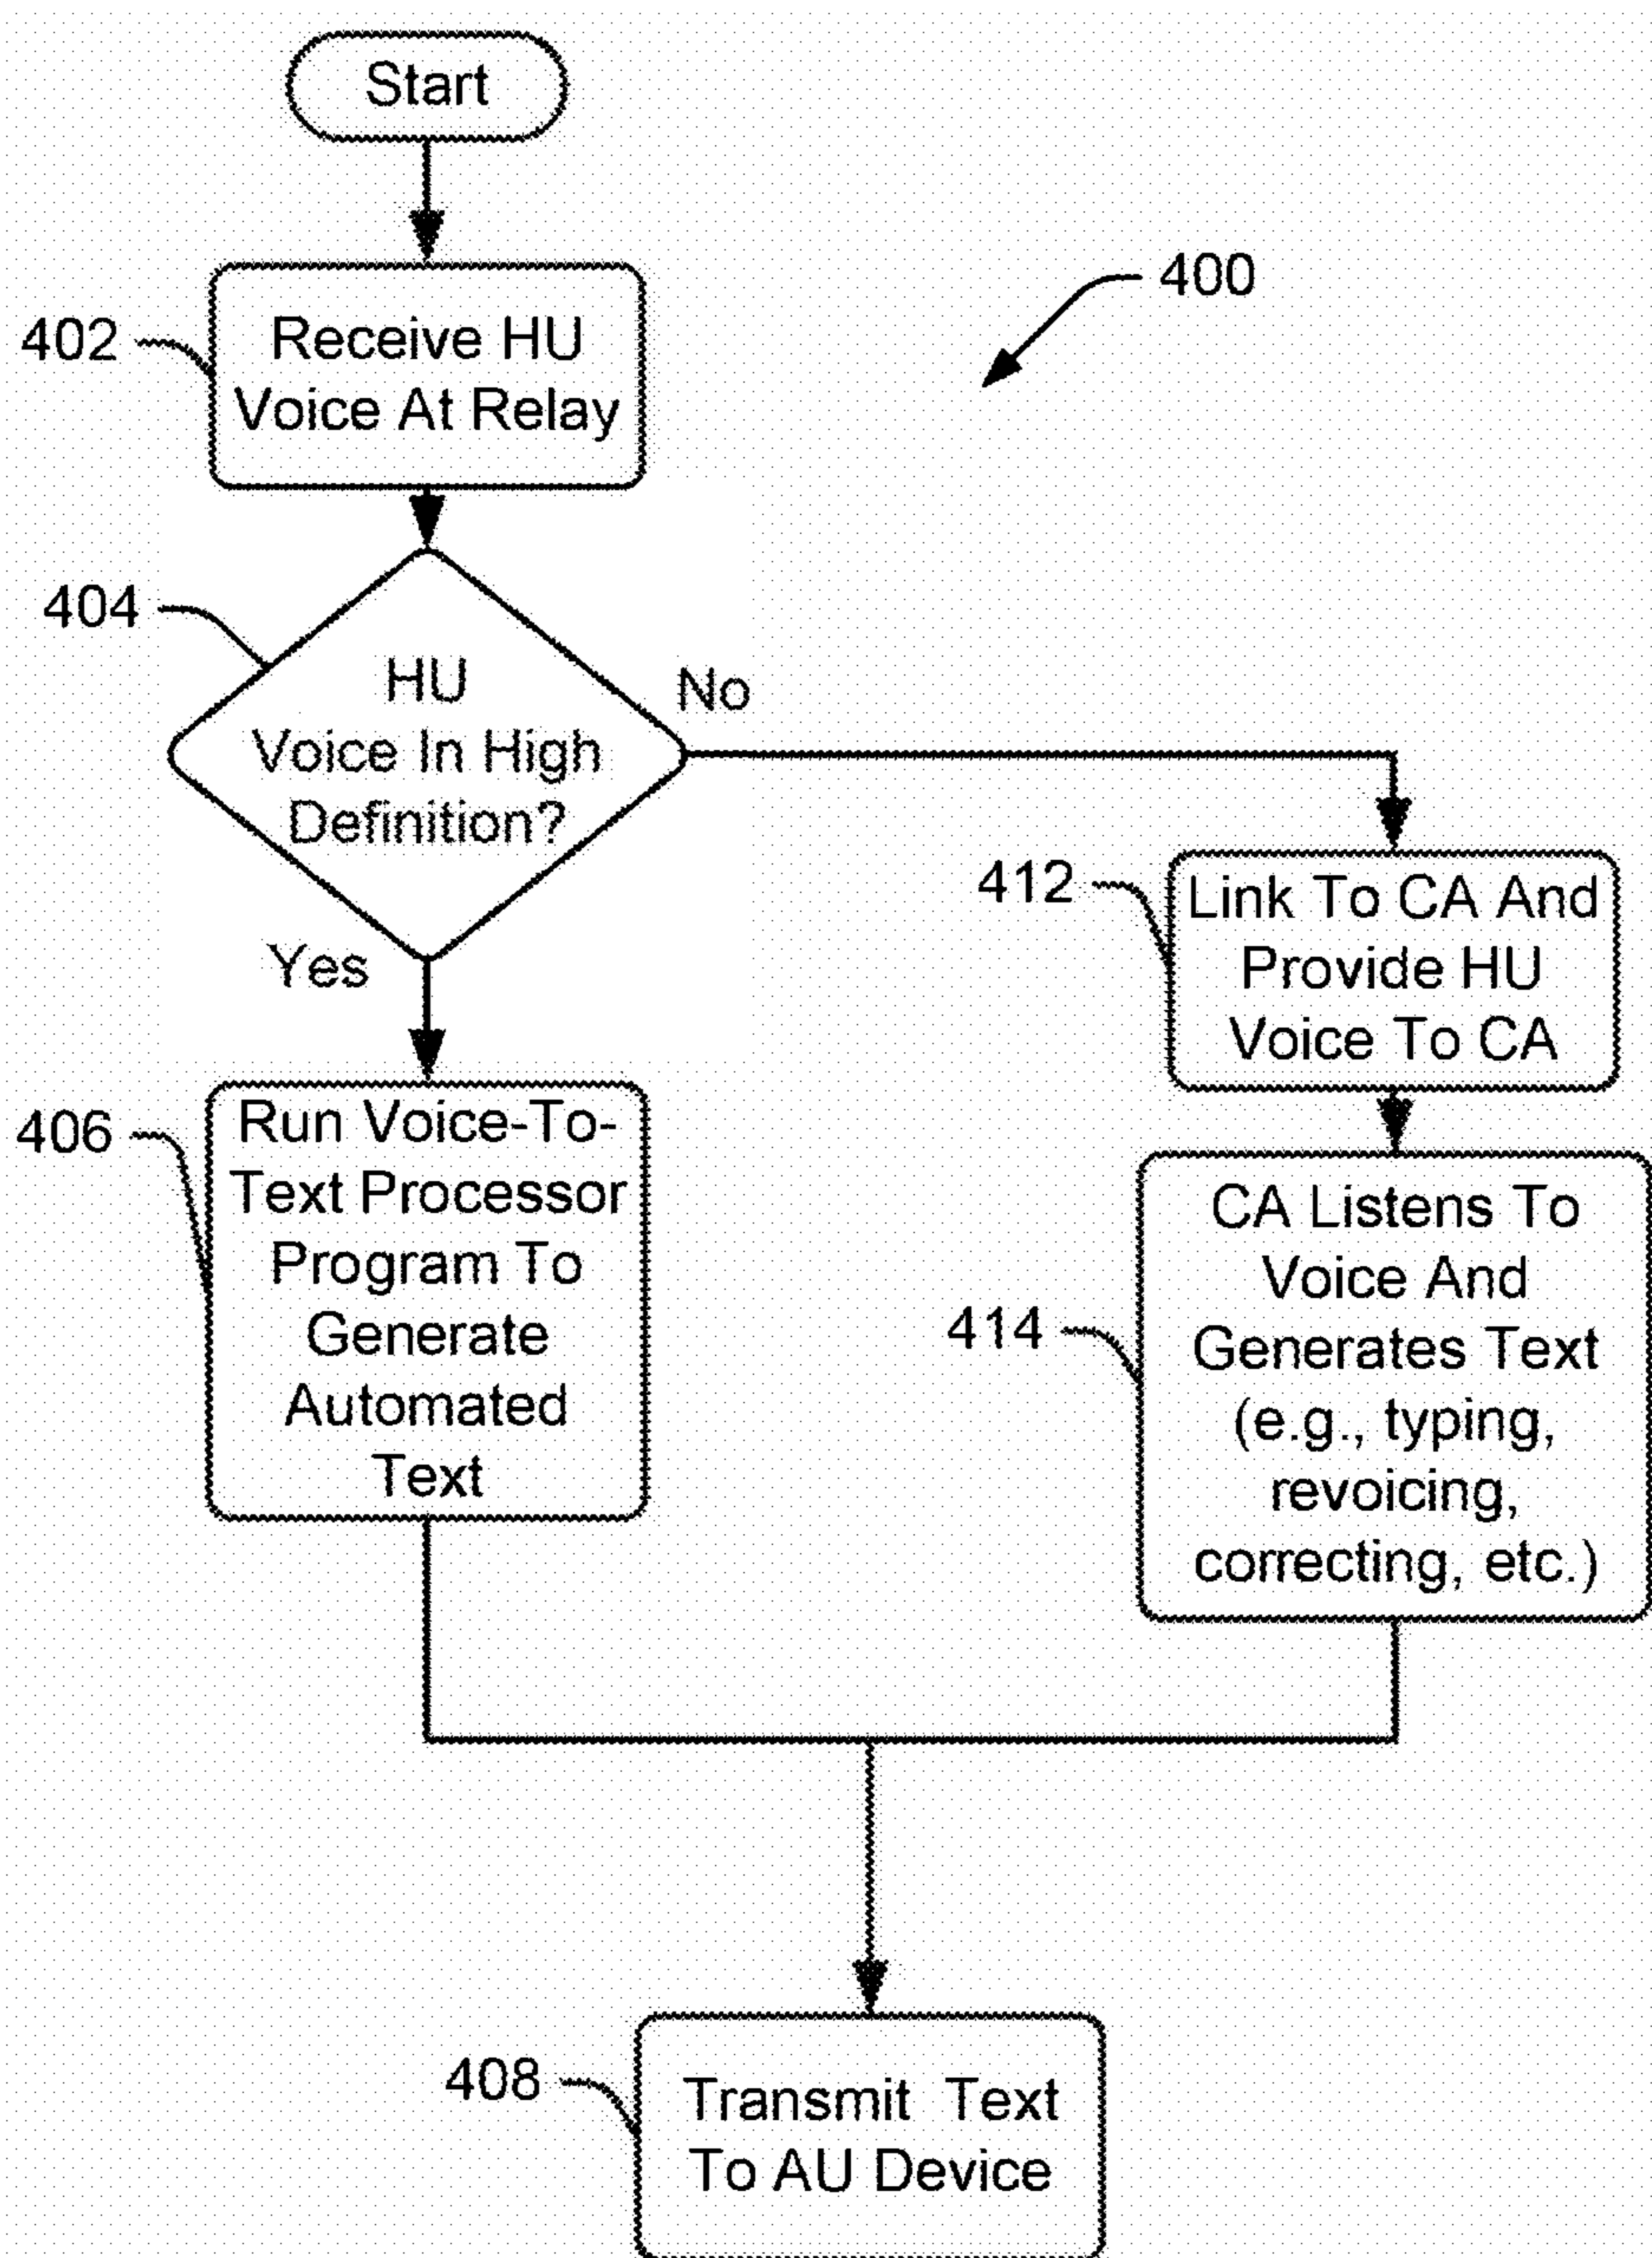 Start
400
402
Receive HU
Voice At Relay
404
HU
Voice In High
Definition?
No
Yes
412
Link To CA And
Provide HU
Voice To CA
406
Run Voice-To-
Text Processor
Program To
Generate
Automated
Text
414
CA Listens To
Voice And
Generates Text
(e.g., typing,
revoicing,
correcting, etc.)
408
Transmit Text
To AU Device